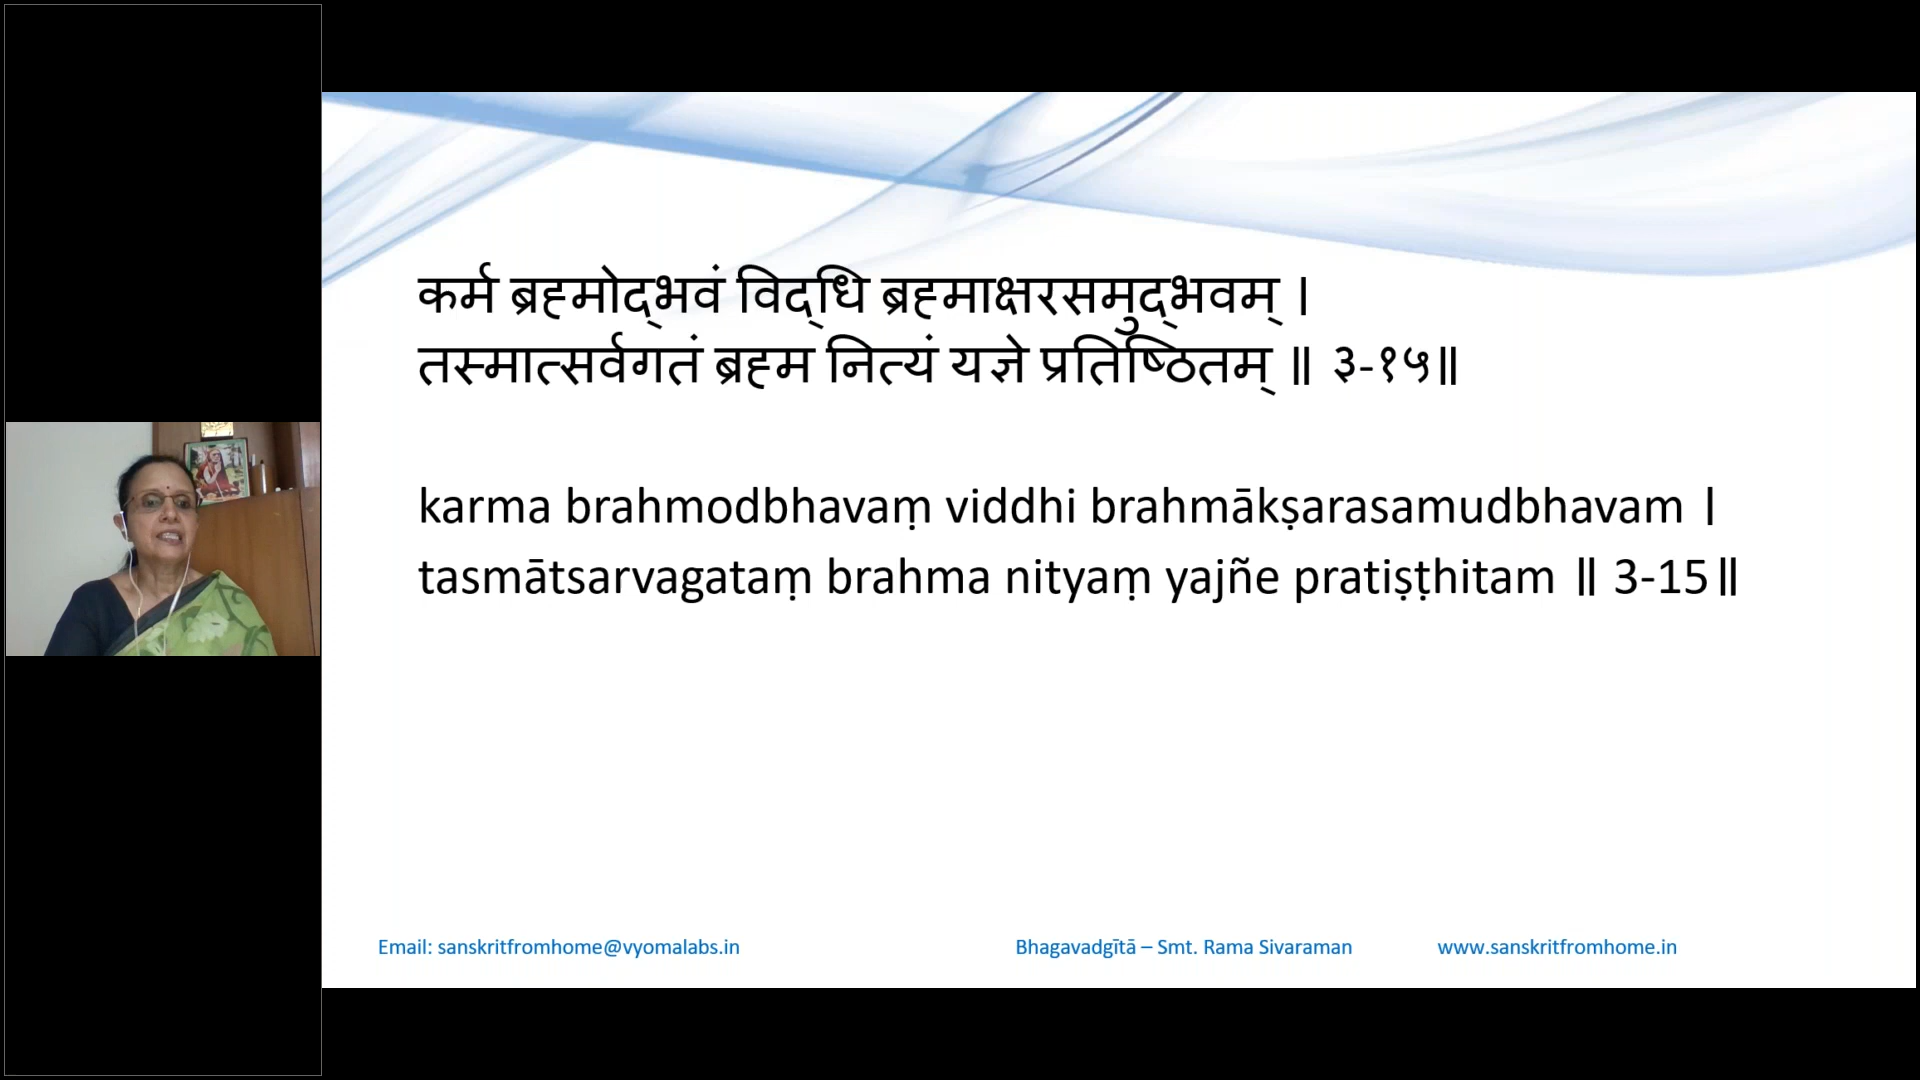 कर्म ब्रह्मोद्भवं विद्धि ब्रह्माक्षरसमुद्भवम् ।
तस्मात्सर्वगतं ब्रह्म नित्यं यज्ञे प्रतिष्ठितम् ॥ ३-१५॥
karma brahmodbhavaṃ viddhi brahmākṣarasamudbhavam ।
tasmātsarvagataṃ brahma nityaṃ yajñe pratiṣṭhitam ॥ 3-15॥
Email: sanskritfromhome@vyomalabs.in Bhagavadgītā – Smt. Rama Sivaraman www.sanskritfromhome.in